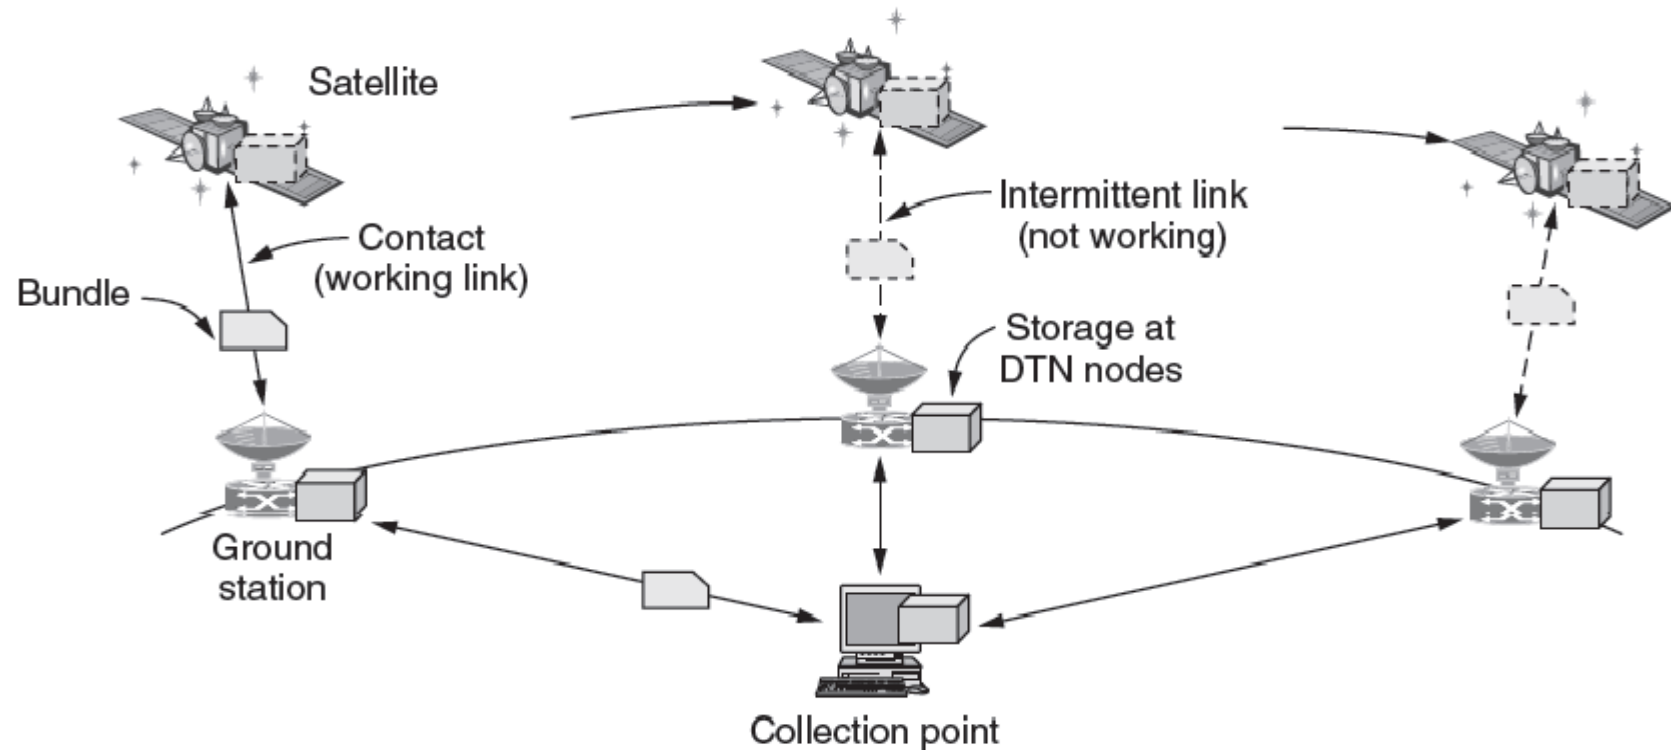 Satellite
Contact
(working link)
Bundle
Intermittent link
(not working)
Storage at
DTN nodes
Ground
station
Collection point